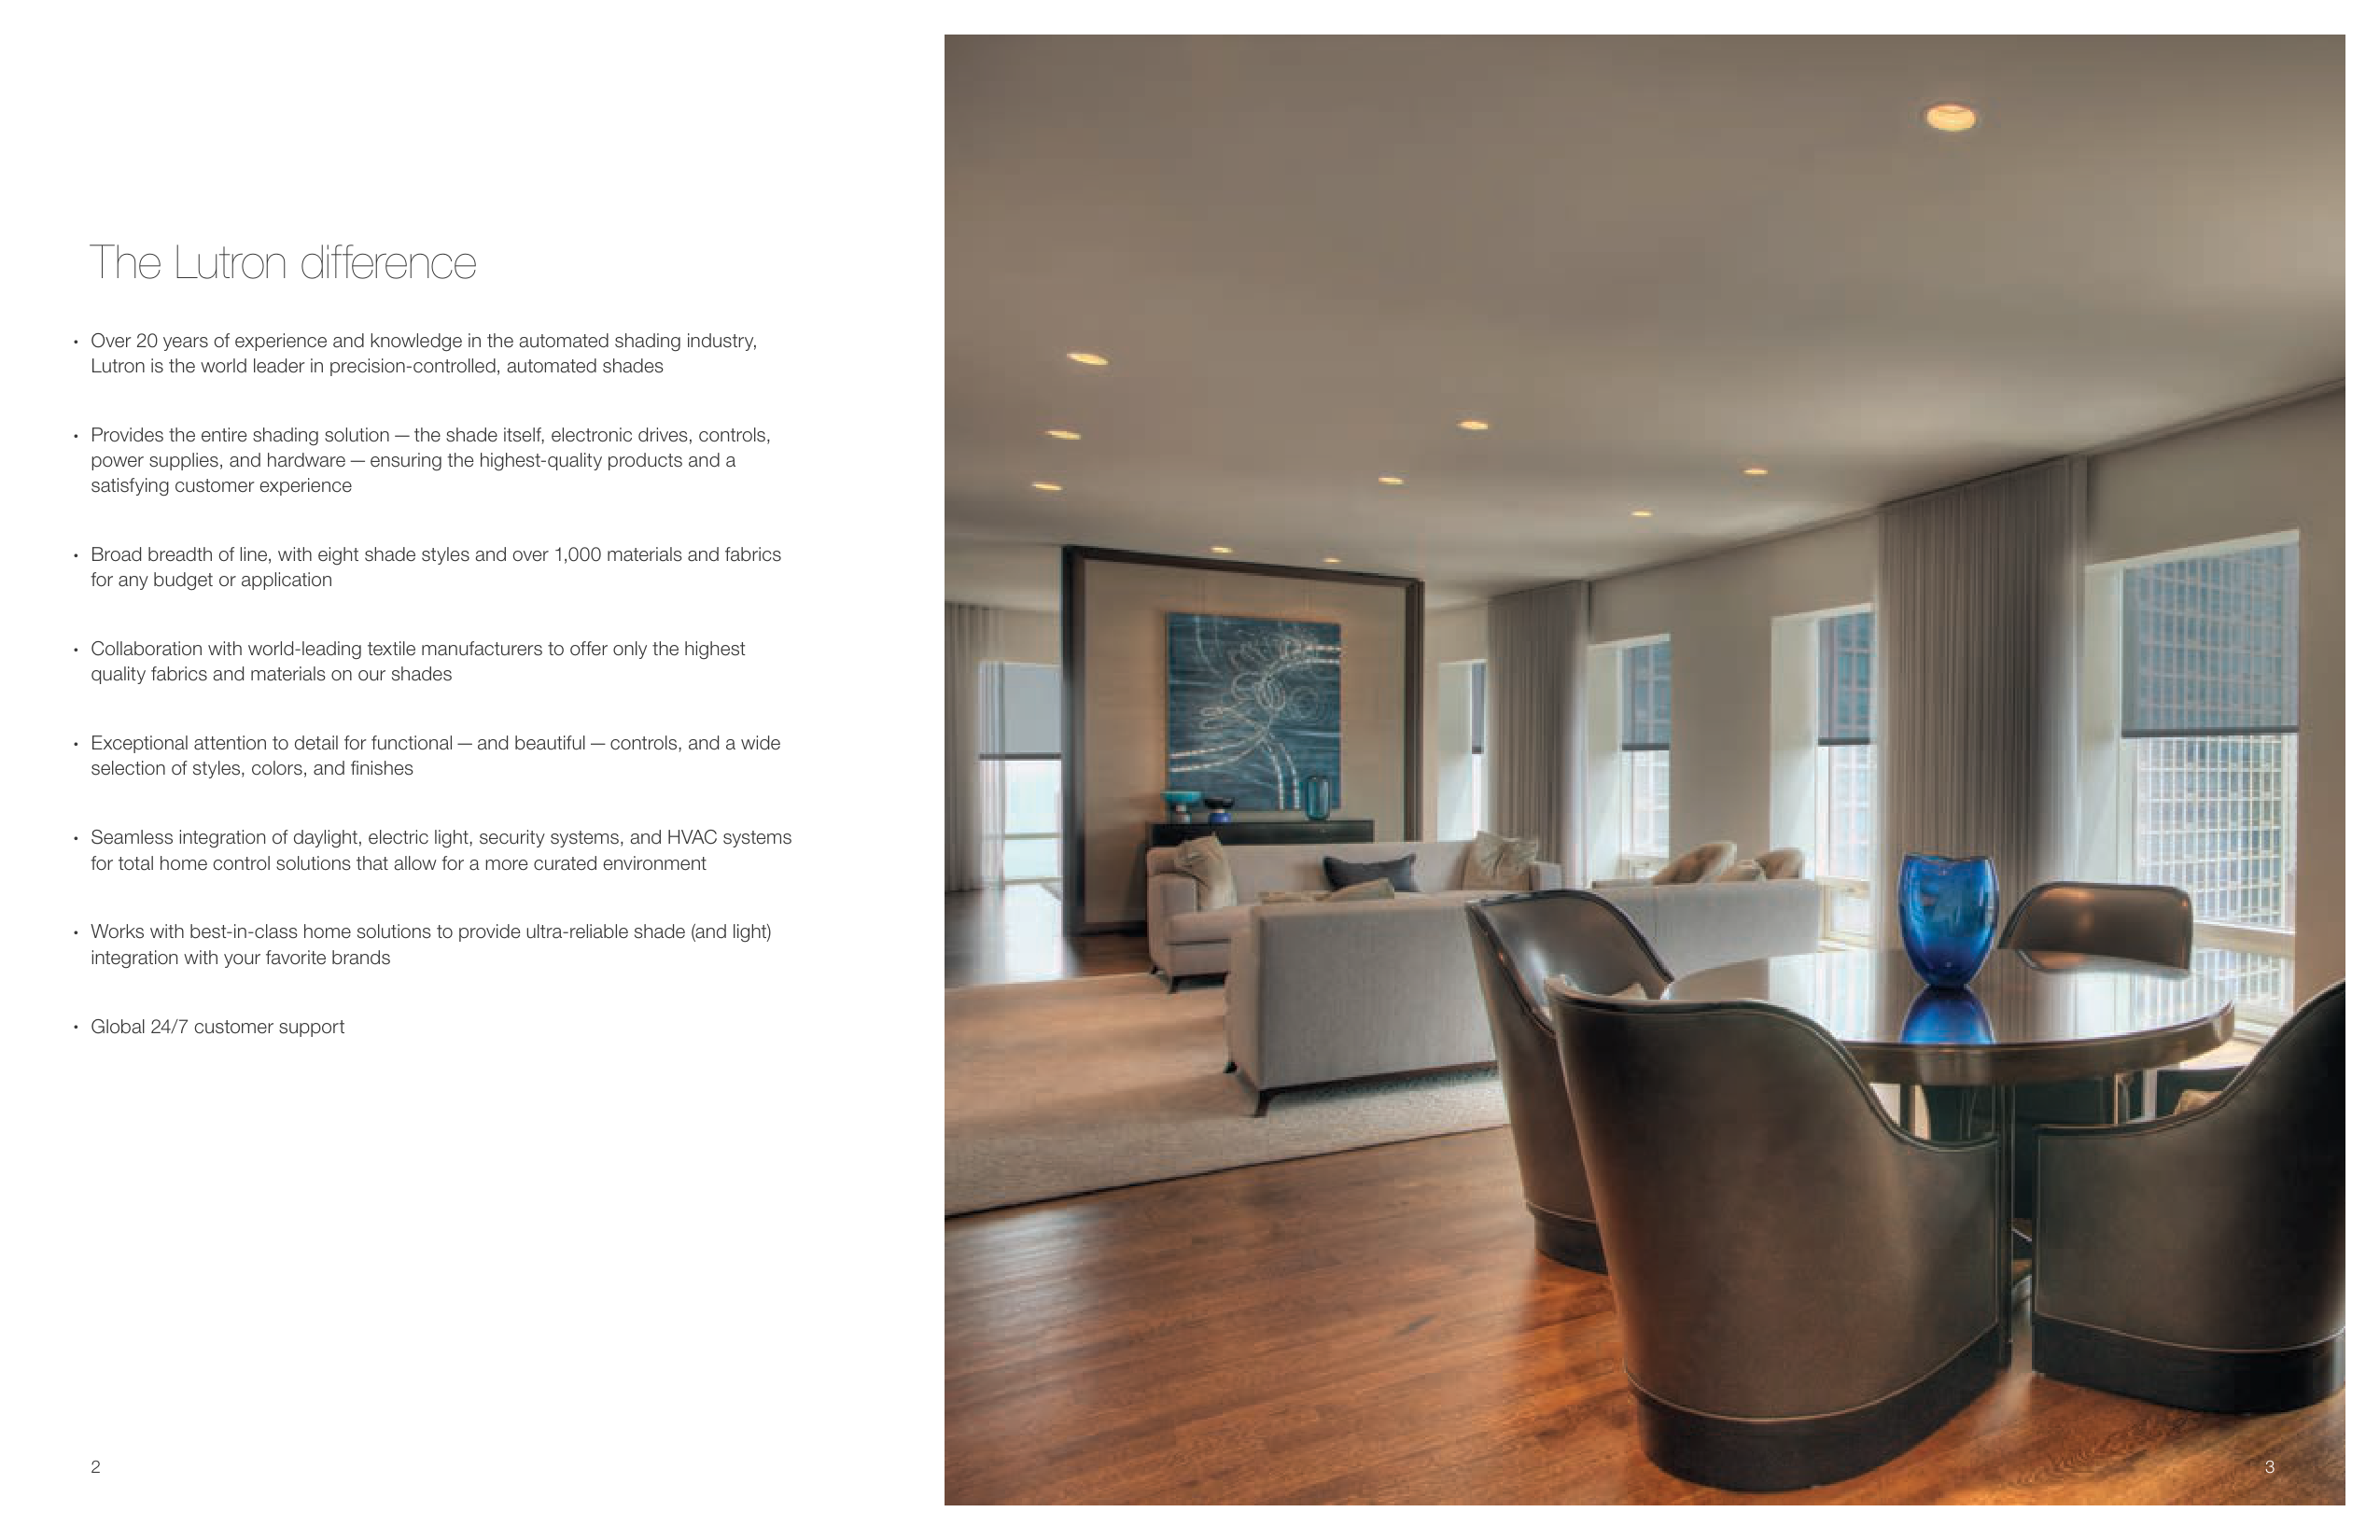 The Lutron difference
• Over 20 years of experience and knowledge in the automated shading industry,
Lutron is the world leader in precision-controlled, automated shades
• Provides the entire shading solution — the shade itself, electronic drives, controls,
power supplies, and hardware — ensuring the highest-quality products and a
satisfying customer experience
• Broad breadth of line, with eight shade styles and over 1,000 materials and fabrics
for any budget or application
• Collaboration with world-leading textile manufacturers to offer only the highest
quality fabrics and materials on our shades
• Exceptional attention to detail for functional — and beautiful — controls, and a wide
selection of styles, colors, and finishes
• Seamless integration of daylight, electric light, security systems, and HVAC systems
for total home control solutions that allow for a more curated environment
• Works with best-in-class home solutions to provide ultra-reliable shade (and light)
integration with your favorite brands
• Global 24/7 customer support
2
3